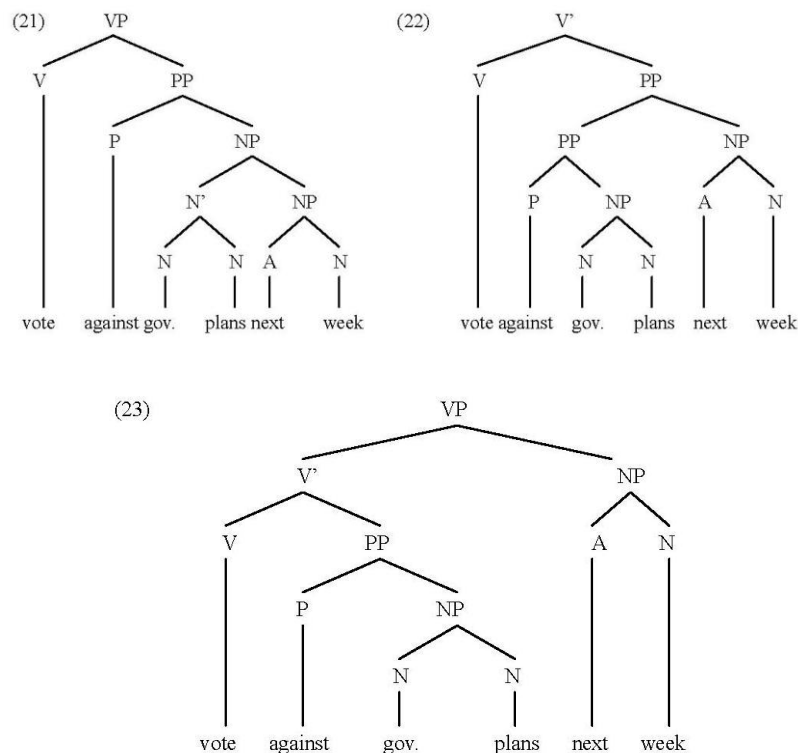 (21) VP (22) V'
V PP V PP
P NP PP NP
N' NP P NP A N
N N A N N N
vote against gov. plans next week vote against gov. plans next week
(23) VP
V' NP
V PP A N
P NP
N N
vote against gov. plans next week